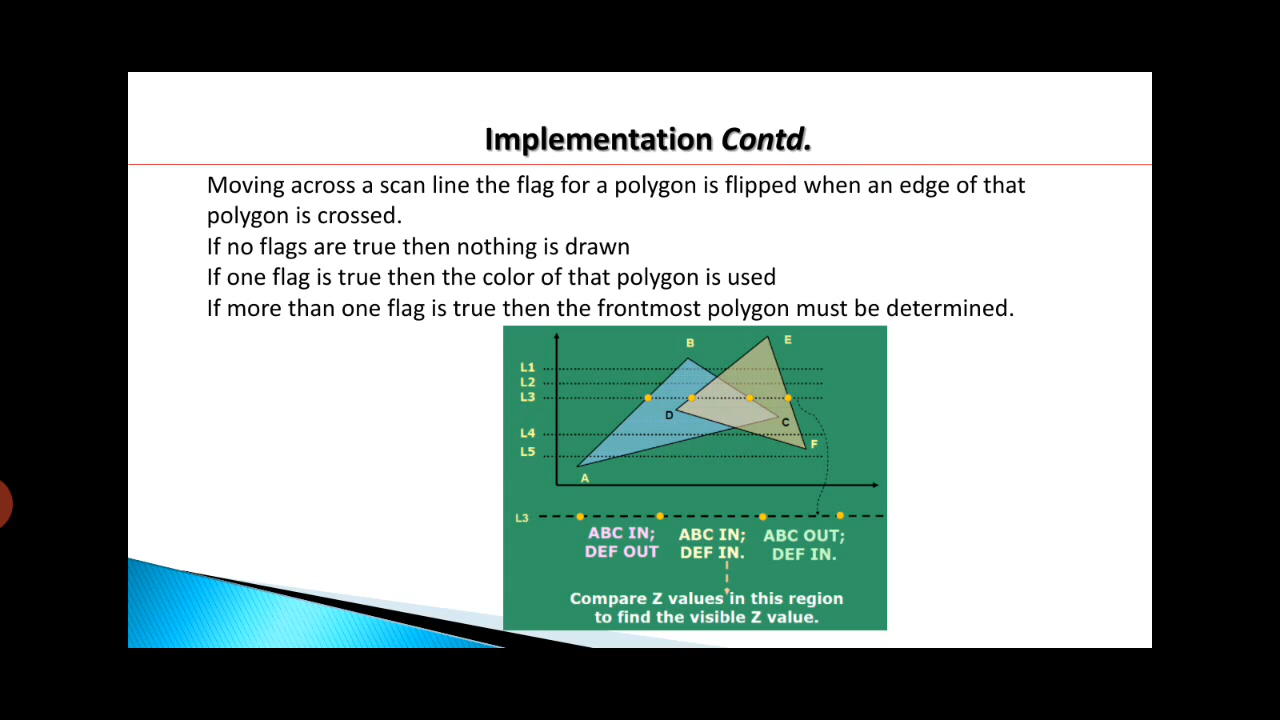 Implementation Contd.
Moving across a scan line the flag for a polygon is flipped when an edge of that
polygon is crossed.
If no flags are true then nothing is drawn
If one flag is true then the color of that polygon is used
If more than one flag is true then the frontmost polygon must be determined.
B
E
L1
L2
L3
D
C
L4
F
L5
A
L3
ABC IN;
DEF OUT
ABC IN;
DEF IN.
ABC OUT;
DEF IN.
Compare Z values in this region
to find the visible Z value.